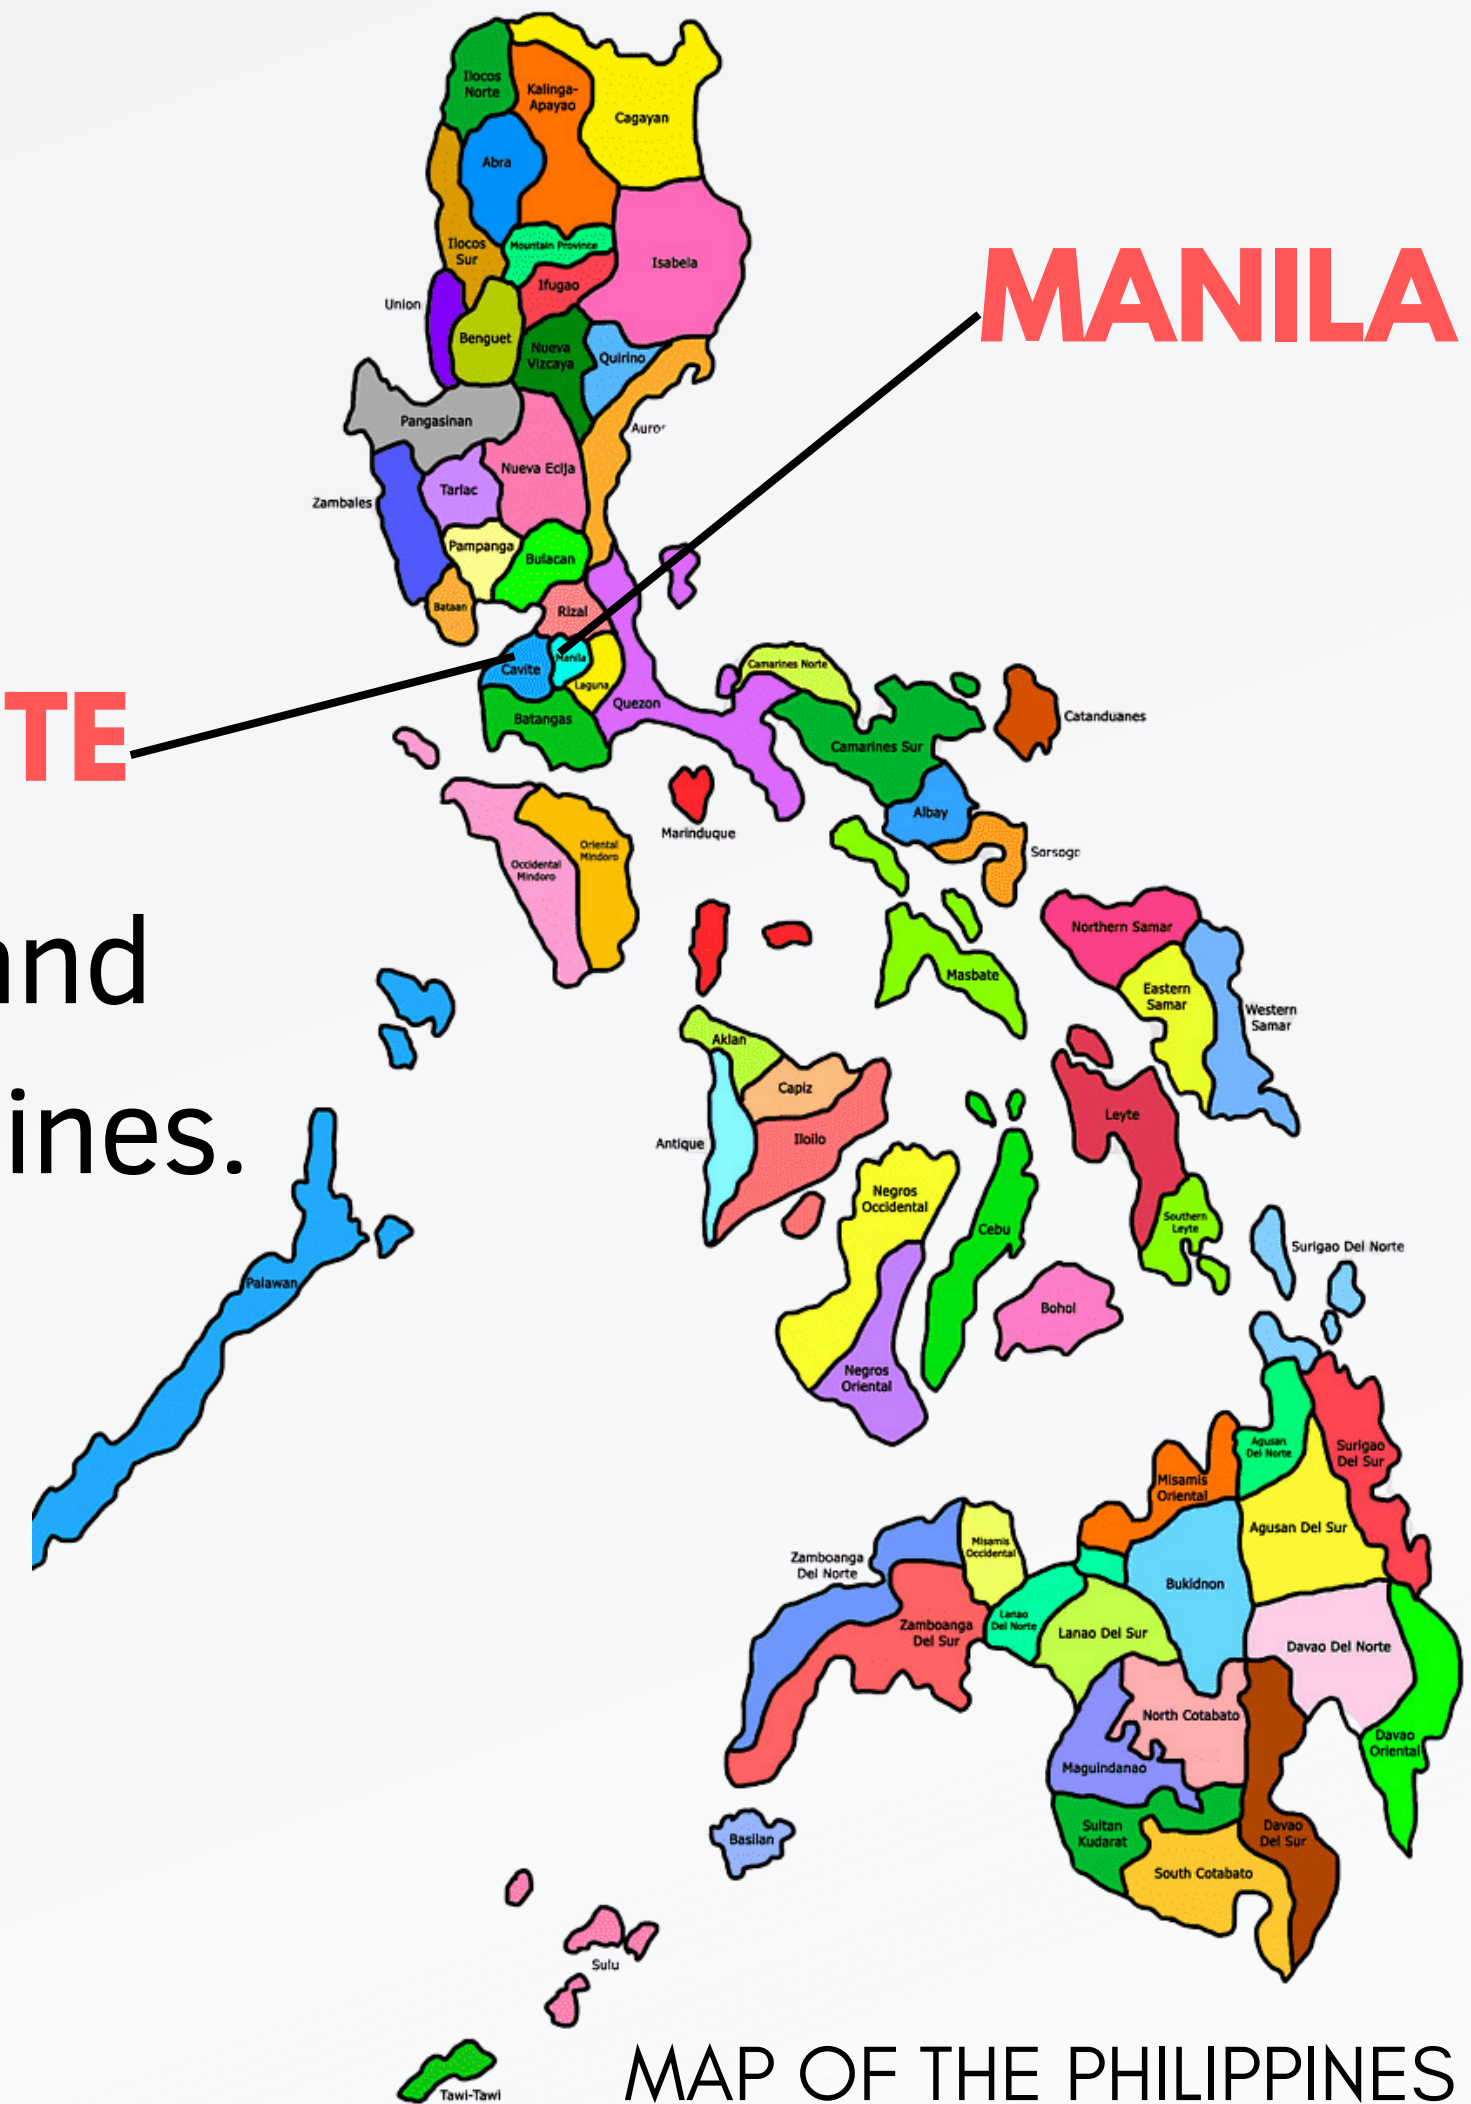 Ilocos
Norte
Kalinga-
Apayao
Cagayan
Abra
Ilocos
Sur
Mountain Province
Isabela
Ifugao
Union
MANILA
Benguet
Nueva
Vizcaya
Quirino
Pangasinan
Auror
Nueva Ecija
Tarlac
Zambales
Pampanga
Bulacan
Bataan
Rizal
Manila
Cavite
Laguna
Camarines Norte
Quezon
TE
Batangas
Catanduanes
Camarines Sur
Albay
Marinduque
Oriental
Mindoro
Occidental
Mindoro
Sorsogo
Northern Samar
nd
Masbate
Eastern
Samar
Western
Samar
Aklan
Capiz
Leyte
ines.
Antique
Iloilo
Negros
Occidental
Southern
Leyte
Cebu
Surigao Del Norte
Palawan
Bohol
Negros
Oriental
Agusan
Del Norte
Surigao
Del Sur
Misamis
Oriental
Agusan Del Sur
Misamis
Occidental
Zamboanga
Del Norte
Bukidnon
Zamboanga
Del Sur
Lanao
Del Norte
Lanao Del Sur
Davao Del Norte
North Cotabato
Davao
Oriental
Maguindanao
Sultan
Kudarat
Davao
Del Sur
Basilan
South Cotabato
Sulu
MAP OF THE PHILIPPINES
Tawi-Tawi